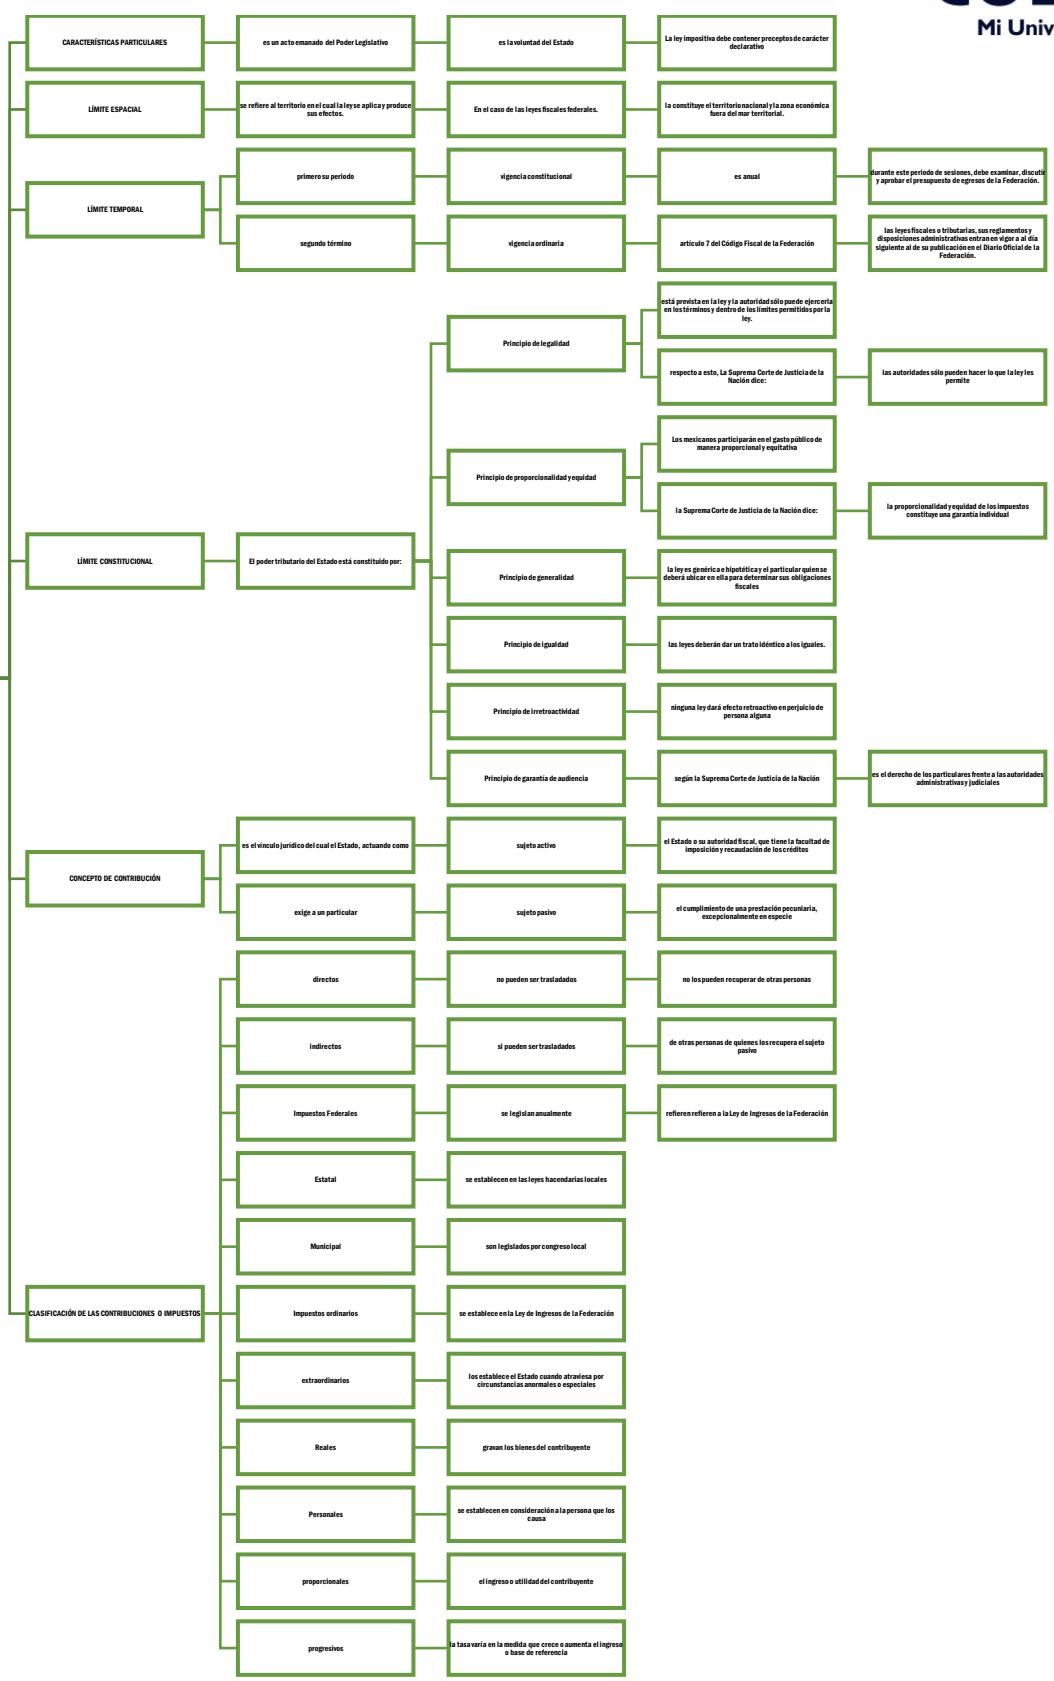 Mi Univ
CARACTERÍSTICAS PARTICULARES
es un acto emanado del Poder Legislativo
es la voluntad del Estado
La ley impositiva debe contener preceptos de carácter
declarativo
LÍMITE ESPACIAL
se refiere al territorio en el cual la ley se aplica y produce
sus efectos.
En el caso de las leyes fiscales federales.
la constituye el territorio nacional y la zona económica
fuera del mar territorial.
LÍMITE TEMPORAL
primero su periodo
vigencia constitucional
es anual
durante este periodo de sesiones, debe examinar, discutir
y aprobar el presupuesto de egresos de la Federación.
segundo término
vigencia ordinaria
artículo 7 del Código Fiscal de la Federación
las leyes fiscales o tributarias, sus reglamentos y
disposiciones administrativas entran en vigor a al día
siguiente al de su publicación en el Diario Oficial de la
Federación.
LÍMITE CONSTITUCIONAL
El poder tributario del Estado está constituido por:
Principio de legalidad
está prevista en la ley y la autoridad sólo puede ejercerla
en los términos y dentro de los límites permitidos por la
ley.
respecto a esto, La Suprema Corte de Justicia de la
Nación dice:
las autoridades sólo pueden hacer lo que la ley les
permite
Principio de proporcionalidad y equidad
Los mexicanos participarán en el gasto público de
manera proporcional y equitativa
la Suprema Corte de Justicia de la Nación dice:
la proporcionalidad y equidad de los impuestos
constituye una garantía individual
Principio de generalidad
la ley es genérica e hipotética y el particular quien se
deberá ubicar en ella para determinar sus obligaciones
fiscales
Principio de igualdad
las leyes deberán dar un trato idéntico a los iguales.
Principio de irretroactividad
ninguna ley dará efecto retroactivo en perjuicio de
persona alguna
Principio de garantía de audiencia
según la Suprema Corte de Justicia de la Nación
es el derecho de los particulares frente a las autoridades
administrativas y judiciales
CONCEPTO DE CONTRIBUCIÓN
es el vínculo jurídico del cual el Estado, actuando como
sujeto activo
el Estado o su autoridad fiscal, que tiene la facultad de
imposición y recaudación de los créditos
exige a un particular
sujeto pasivo
el cumplimiento de una prestación pecuniaria,
excepcionalmente en especie
CLASIFICACIÓN DE LAS CONTRIBUCIONES O IMPUESTOS
directos
no pueden ser trasladados
no los pueden recuperar de otras personas
indirectos
si pueden ser trasladados
de otras personas de quienes los recupera el sujeto
pasivo
Impuestos Federales
se legislan anualmente
refieren refieren a la Ley de Ingresos de la Federación
Estatal
se establecen en las leyes hacendarias locales
Municipal
son legislados por congreso local
Impuestos ordinarios
se establece en la Ley de Ingresos de la Federación
extraordinarios
los establece el Estado cuando atraviesa por
circunstancias anormales o especiales
Reales
gravan los bienes del contribuyente
Personales
se establecen en consideración a la persona que los
causa
proporcionales
el ingreso o utilidad del contribuyente
progresivos
la tasa varía en la medida que crece o aumenta el ingreso
o base de referencia